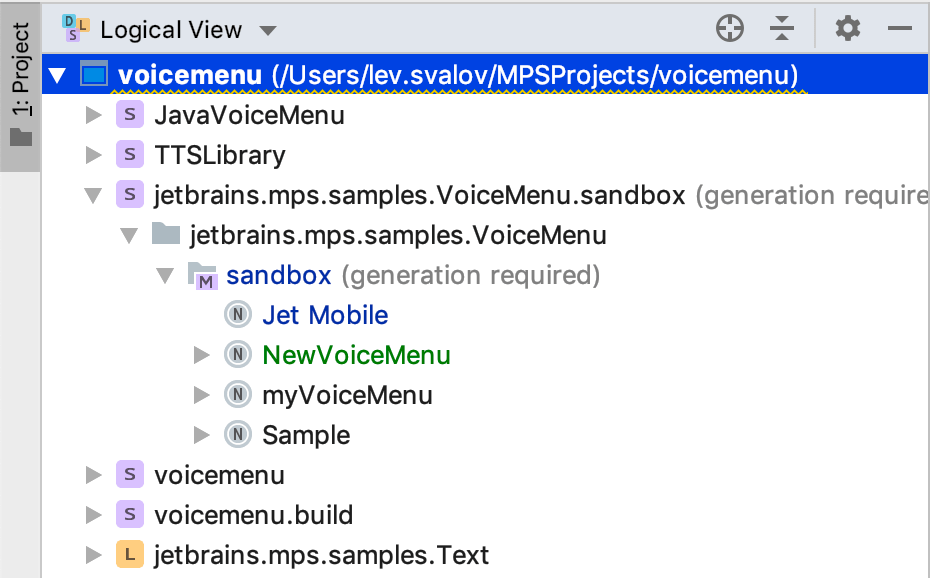 1: Project
D L S Logical View
voicemenu (/Users/lev.svalov/MPSProjects/voicemenu)
S JavaVoiceMenu
S TTSLibrary
S jetbrains.mps.samples.VoiceMenu.sandbox (generation require
jetbrains.mps.samples.VoiceMenu
M sandbox (generation required)
N Jet Mobile
N NewVoiceMenu
N myVoiceMenu
N Sample
S voicemenu
S voicemenu.build
L jetbrains.mps.samples.Text